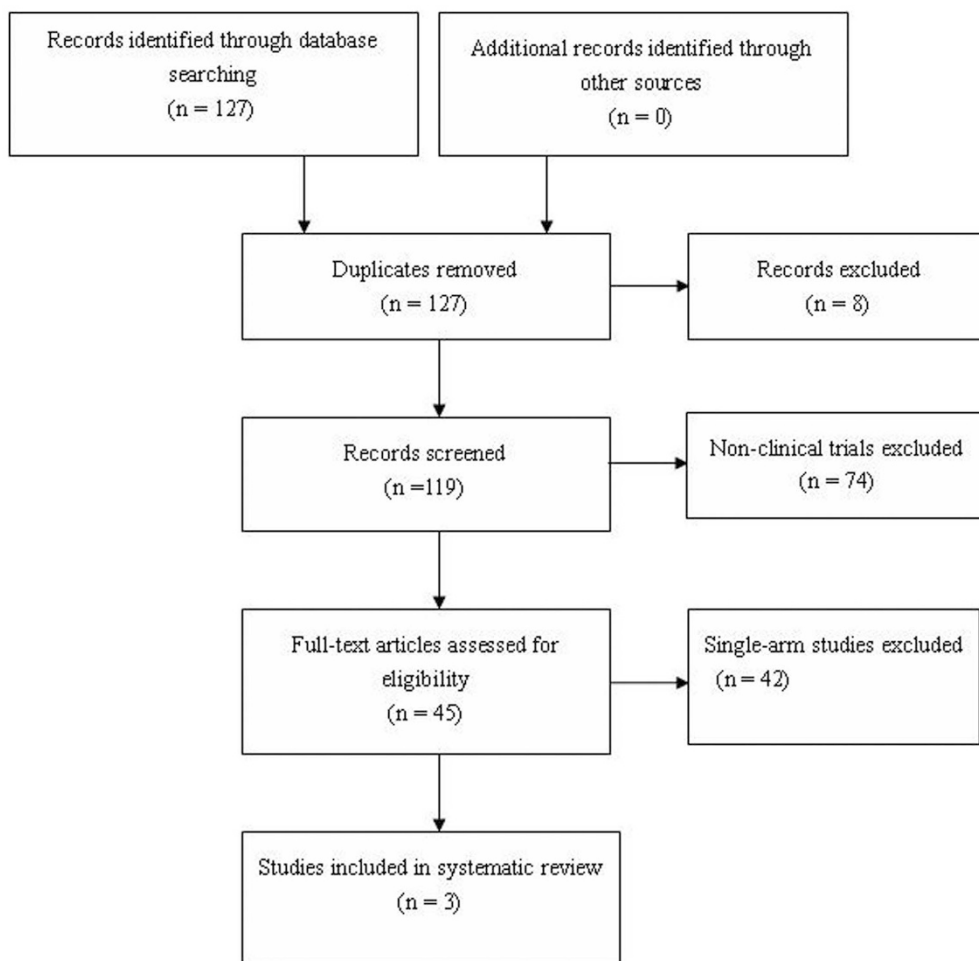 Records identified through database
searching
(n = 127)
Additional records identified through
other sources
(n = 0)
Duplicates removed
(n = 127)
Records excluded
(n = 8)
Records screened
(n =119)
Non-clinical trials excluded
(n = 74)
Full-text articles assessed for
eligibility
(n = 45)
Single-arm studies excluded
(n = 42)
Studies included in systematic review
(n = 3)